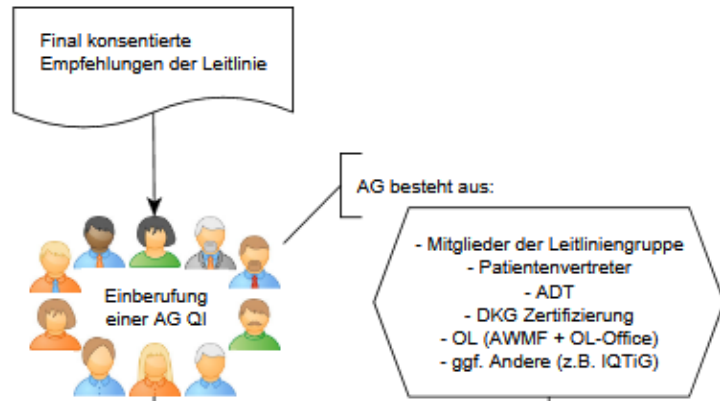 Final konsentierte
Empfehlungen der Leitlinie
AG besteht aus:
Einberufung
einer AG QI
- Mitglieder der Leitliniengruppe
- Patientenvertreter
- ADT
- DKG Zertifizierung
- OL (AWMF + OL-Office)
- ggf. Andere (z.B. IQTiG)